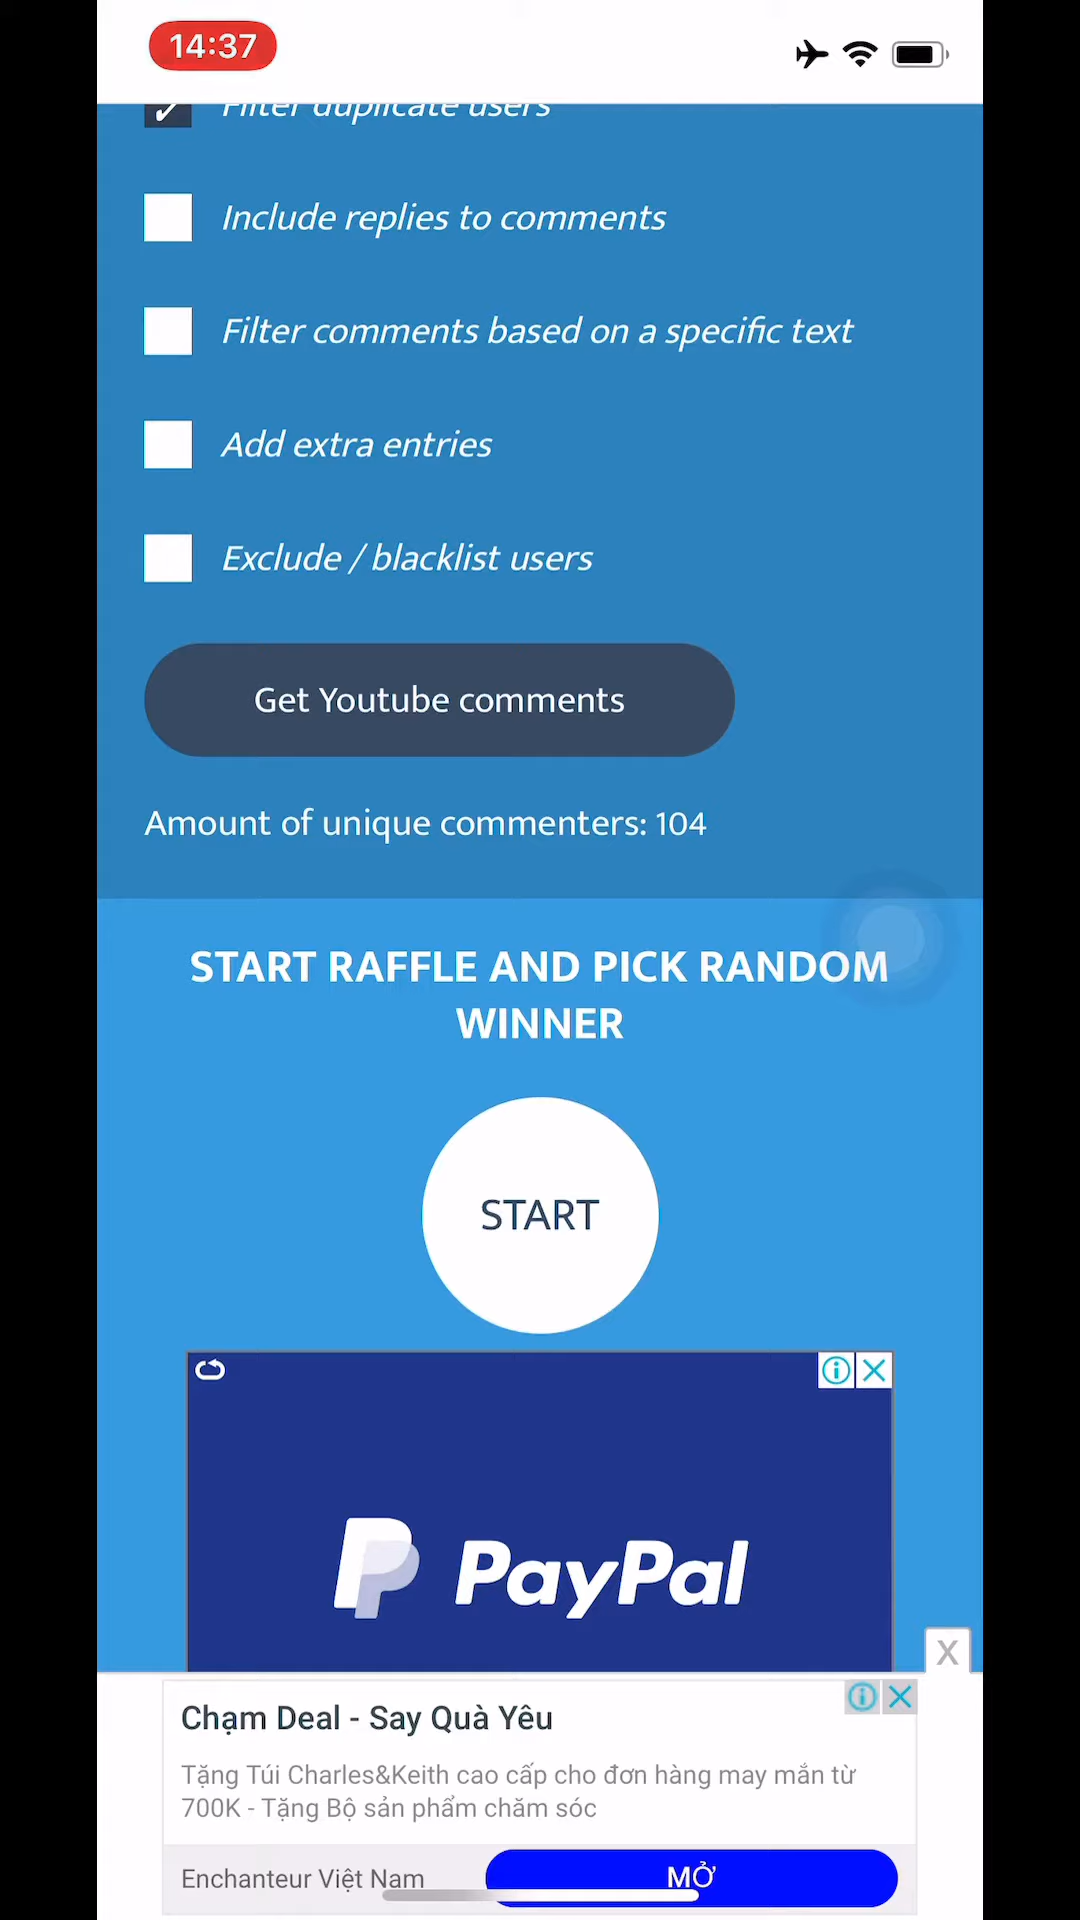 14:37
Filter duplicate users
Include replies to comments
Filter comments based on a specific text
Add extra entries
Exclude / blacklist users
Get Youtube comments
Amount of unique commenters: 104
START RAFFLE AND PICK RANDOM
WINNER
START
PayPal
X
Chạm Deal - Say Quà Yêu
Tặng Túi Charles&Keith cao cấp cho đơn hàng may mắn từ
700K - Tặng Bộ sản phẩm chăm sóc
Enchanteur Việt Nam
MỞ